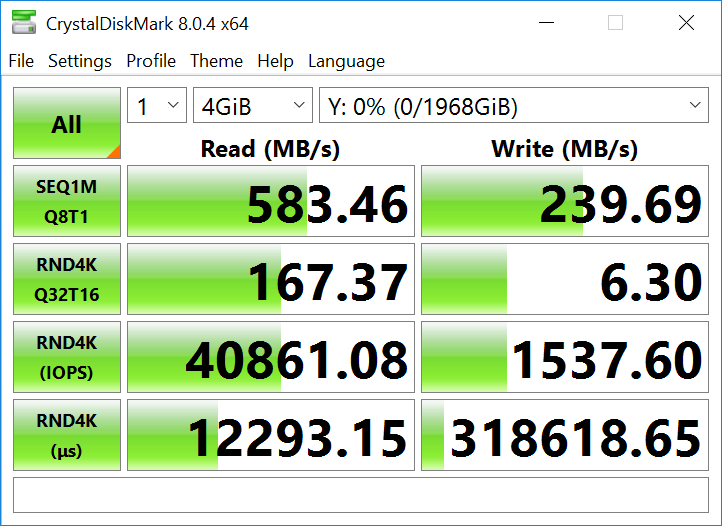 CrystalDiskMark 8.0.4 x64
File Settings Profile Theme Help Language
All 1 4GiB Y: 0% (0/1968GiB)
Read (MB/s) Write (MB/s)
SEQ1M
Q8T1 583.46 239.69
RND4K
Q32T16 167.37 6.30
RND4K
(IOPS) 40861.08 1537.60
RND4K
(μs) 12293.15 318618.65